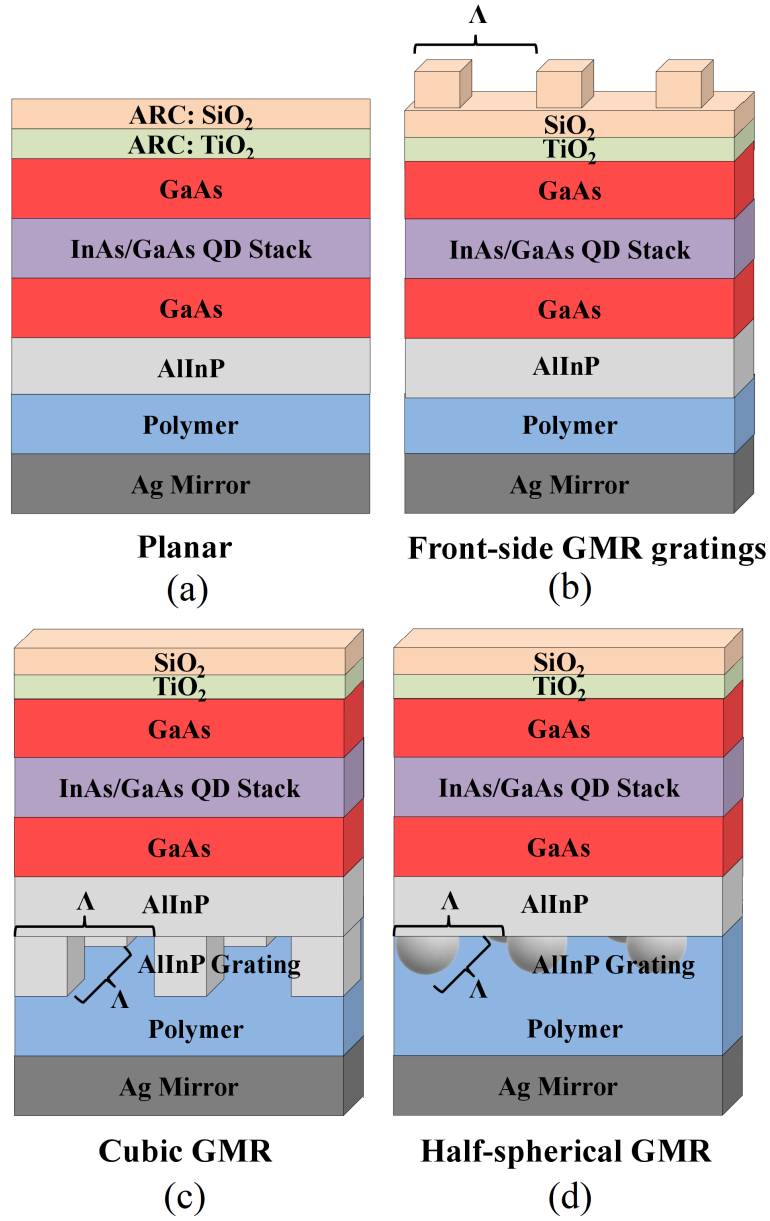 Λ
ARC: SiO₂
ARC: TiO₂
GaAs
InAs/GaAs QD Stack
GaAs
AlInP
Polymer
Ag Mirror
Planar
(a)
SiO₂
TiO₂
GaAs
InAs/GaAs QD Stack
GaAs
AlInP
Polymer
Ag Mirror
Front-side GMR gratings
(b)
SiO₂
TiO₂
GaAs
InAs/GaAs QD Stack
GaAs
AlInP
Λ
AlInP Grating
Λ
Polymer
Ag Mirror
Cubic GMR
(c)
SiO₂
TiO₂
GaAs
InAs/GaAs QD Stack
GaAs
AlInP
Λ
AlInP Grating
Λ
Polymer
Ag Mirror
Half-spherical GMR
(d)